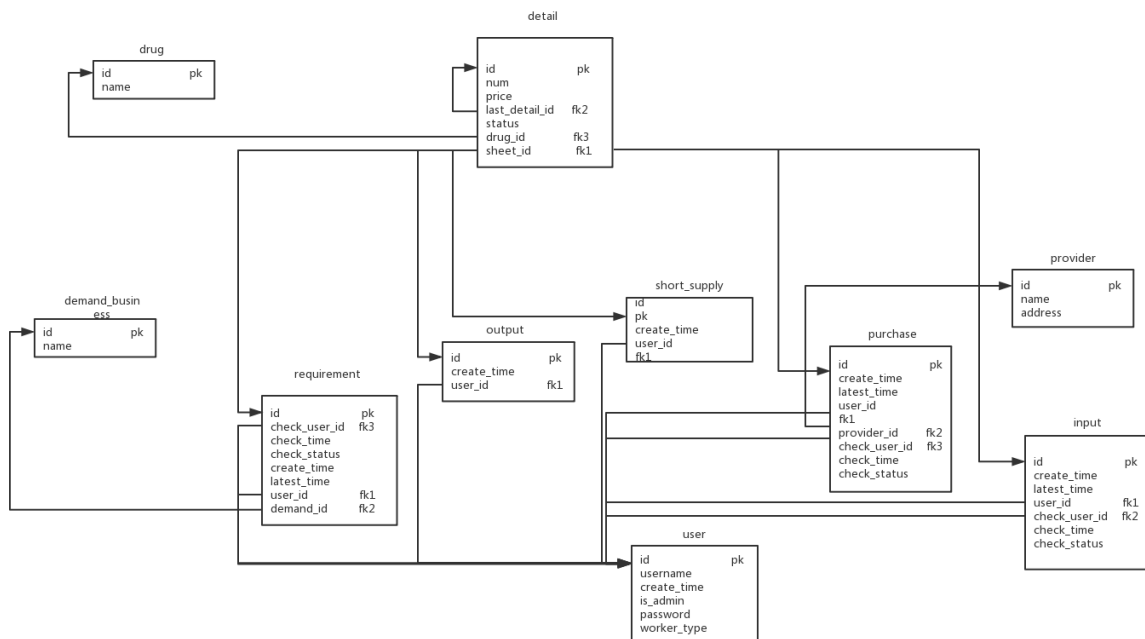 detail
id pk
num
price
last_detail_id fk2
status
drug_id fk3
sheet_id fk1
drug
id pk
name
demand_busin
ess
id pk
name
requirement
id pk
check_user_id fk3
check_time
check_status
create_time
latest_time
user_id fk1
demand_id fk2
output
id pk
create_time
user_id fk1
short_supply
id
pk
create_time
user_id
fk1
purchase
id pk
create_time
latest_time
user_id
fk1
provider_id fk2
check_user_id fk3
check_time
check_status
provider
id pk
name
address
input
id pk
create_time
latest_time
user_id fk1
check_user_id fk2
check_time
check_status
user
id pk
username
create_time
is_admin
password
worker_type